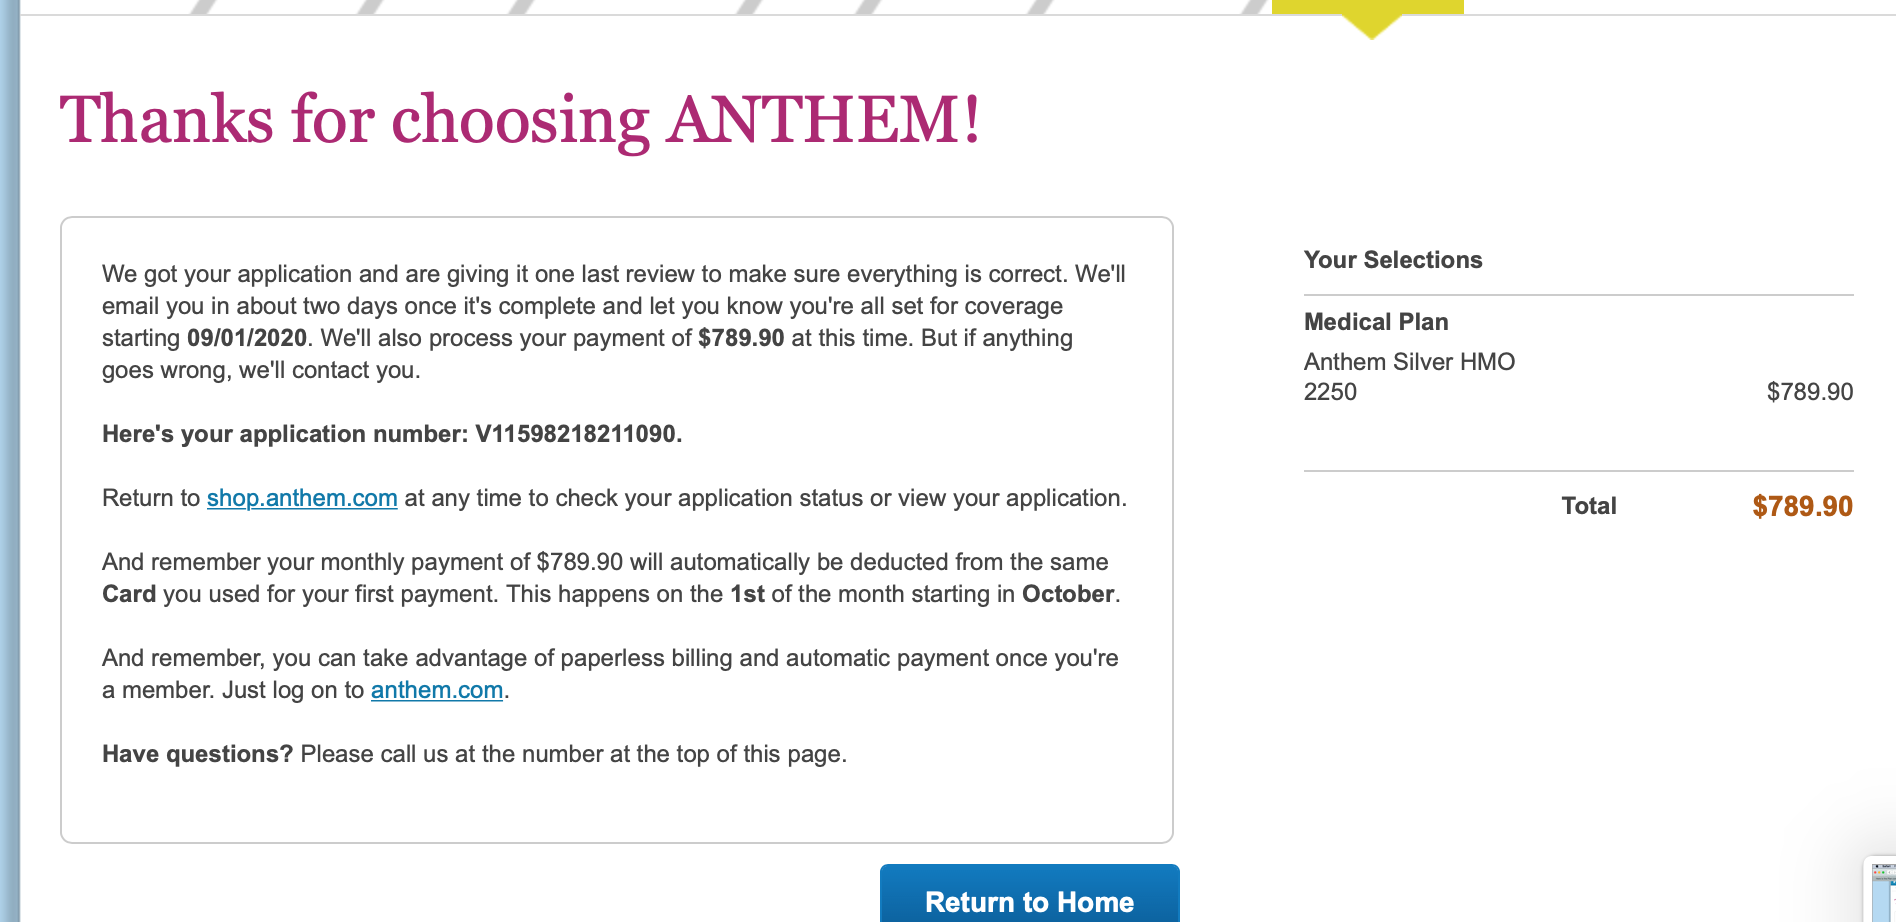 Thanks for choosing ANTHEM!
We got your application and are giving it one last review to make sure everything is correct. We'll
email you in about two days once it's complete and let you know you're all set for coverage
starting 09/01/2020. We'll also process your payment of $789.90 at this time. But if anything
goes wrong, we'll contact you.
Here's your application number: V11598218211090.
Return to shop.anthem.com at any time to check your application status or view your application.
And remember your monthly payment of $789.90 will automatically be deducted from the same
Card you used for your first payment. This happens on the 1st of the month starting in October.
And remember, you can take advantage of paperless billing and automatic payment once you're
a member. Just log on to anthem.com.
Have questions? Please call us at the number at the top of this page.
Return to Home
Your Selections
Medical Plan
Anthem Silver HMO
2250 $789.90
Total $789.90